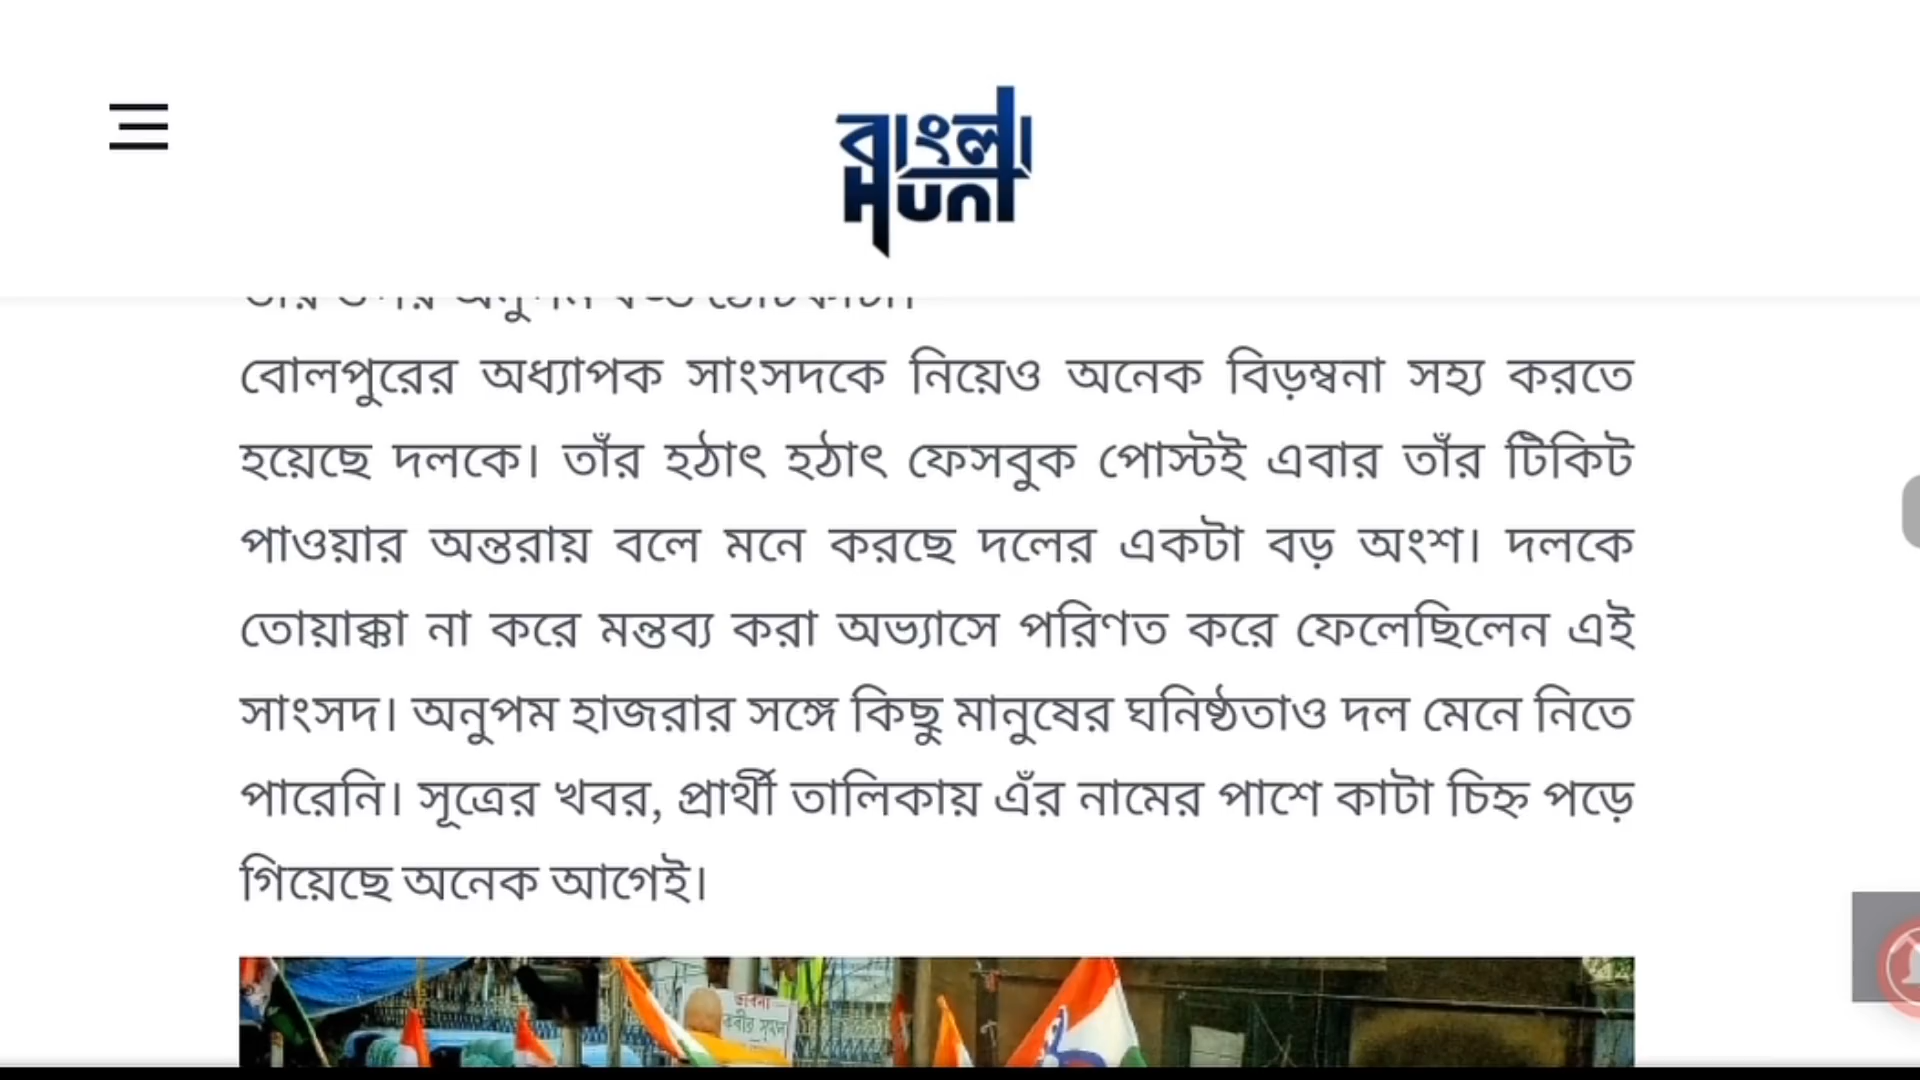 বাংলা
Hunt
বোলপুরের অধ্যাপক সাংসদকে নিয়েও অনেক বিড়ম্বনা সহ্য করতে
হয়েছে দলকে। তাঁর হঠাৎ হঠাৎ ফেসবুক পোস্টই এবার তাঁর টিকিট
পাওয়ার অন্তরায় বলে মনে করছে দলের একটা বড় অংশ। দলকে
তোয়াক্কা না করে মন্তব্য করা অভ্যাসে পরিণত করে ফেলেছিলেন এই
সাংসদ। অনুপম হাজরার সঙ্গে কিছু মানুষের ঘনিষ্ঠতাও দল মেনে নিতে
পারেনি। সূত্রের খবর, প্রার্থী তালিকায় এঁর নামের পাশে কাটা চিহ্ন পড়ে
গিয়েছে অনেক আগেই।